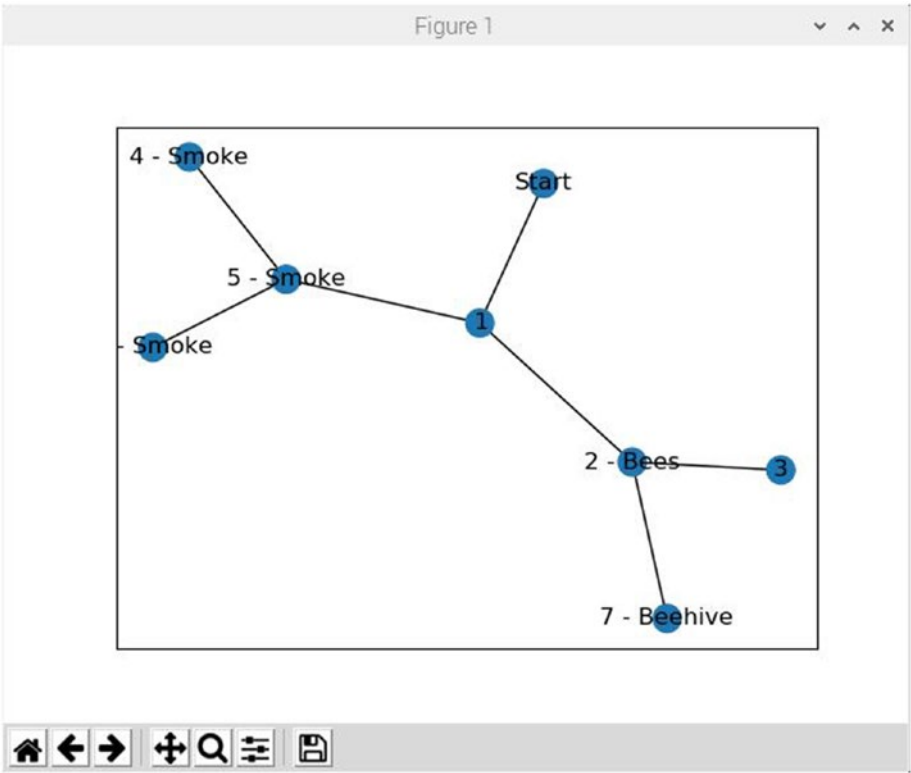 Figure 1
4 - Smoke
Start
5 - Smoke
1
- Smoke
2 - Bees
3
7 - Beehive